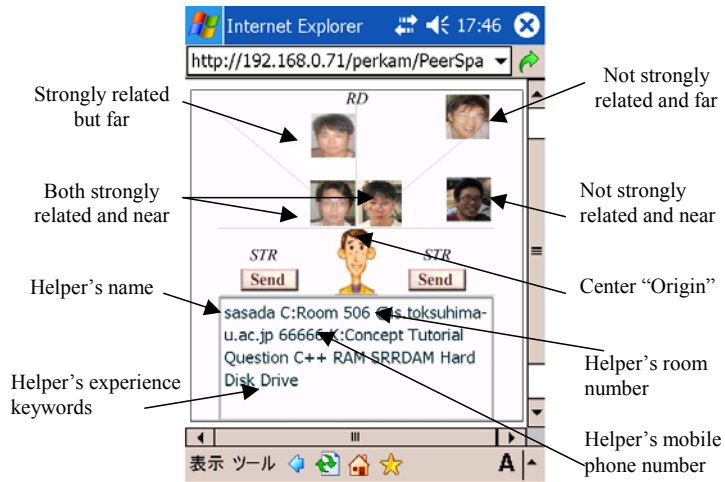 Internet Explorer 17:46
http://192.168.0.71/perkam/PeerSpa
RD
Strongly related
but far
Not strongly
related and far
Both strongly
related and near
Not strongly
related and near
STR
STR
Send
Send
Center “Origin”
Helper’s name
sasada C:Room 506 @is.toksuhima-
u.ac.jp 66666 K:Concept Tutorial
Question C++ RAM SRRDAM Hard
Disk Drive
Helper’s room
number
Helper’s experience
keywords
Helper’s mobile
phone number
表示 ツール
A